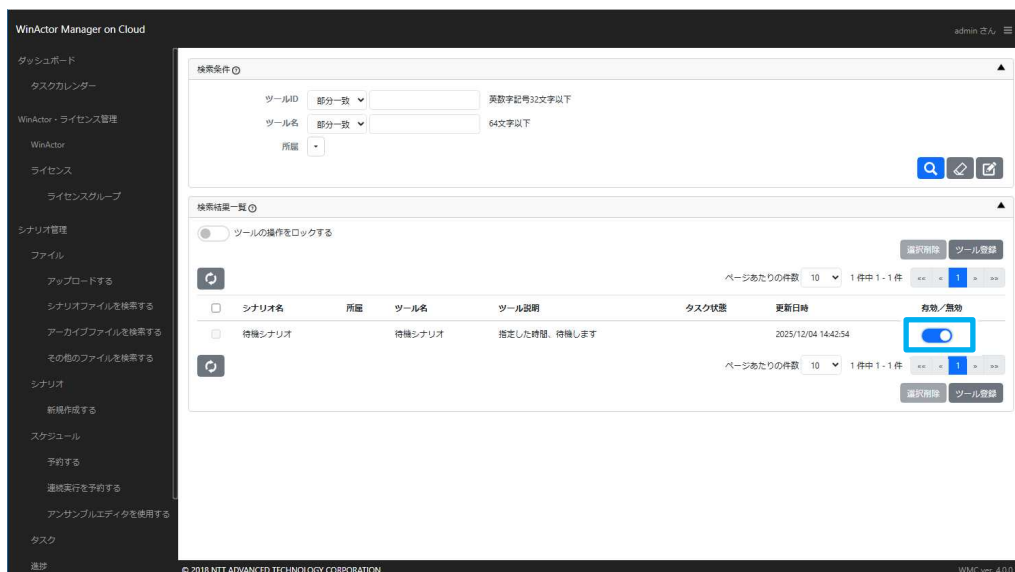 WinActor Manager on Cloud
admin さん
ダッシュボード
タスクカレンダー
WinActor・ライセンス管理
WinActor
ライセンス
ライセンスグループ
シナリオ管理
ファイル
アップロードする
シナリオファイルを検索する
アーカイブファイルを検索する
その他のファイルを検索する
シナリオ
新規作成する
スケジュール
予約する
連続実行を予約する
アンサンブルエディタを使用する
タスク
進捗
検索条件
ツールID 部分一致 英数字記号32文字以下
ツール名 部分一致 64文字以下
所属
検索結果一覧
ツールの操作をロックする
選択削除 ツール登録
ページあたりの件数 10 1 件中 1 - 1 件 «« « 1 » »»
シナリオ名 所属 ツール名 ツール説明 タスク状態 更新日時 有効／無効
待機シナリオ 待機シナリオ 指定した時間、待機します 2025/12/04 14:42:54
ページあたりの件数 10 1 件中 1 - 1 件 «« « 1 » »»
選択削除 ツール登録
© 2018 NTT ADVANCED TECHNOLOGY CORPORATION
WMC ver. 4.0.0